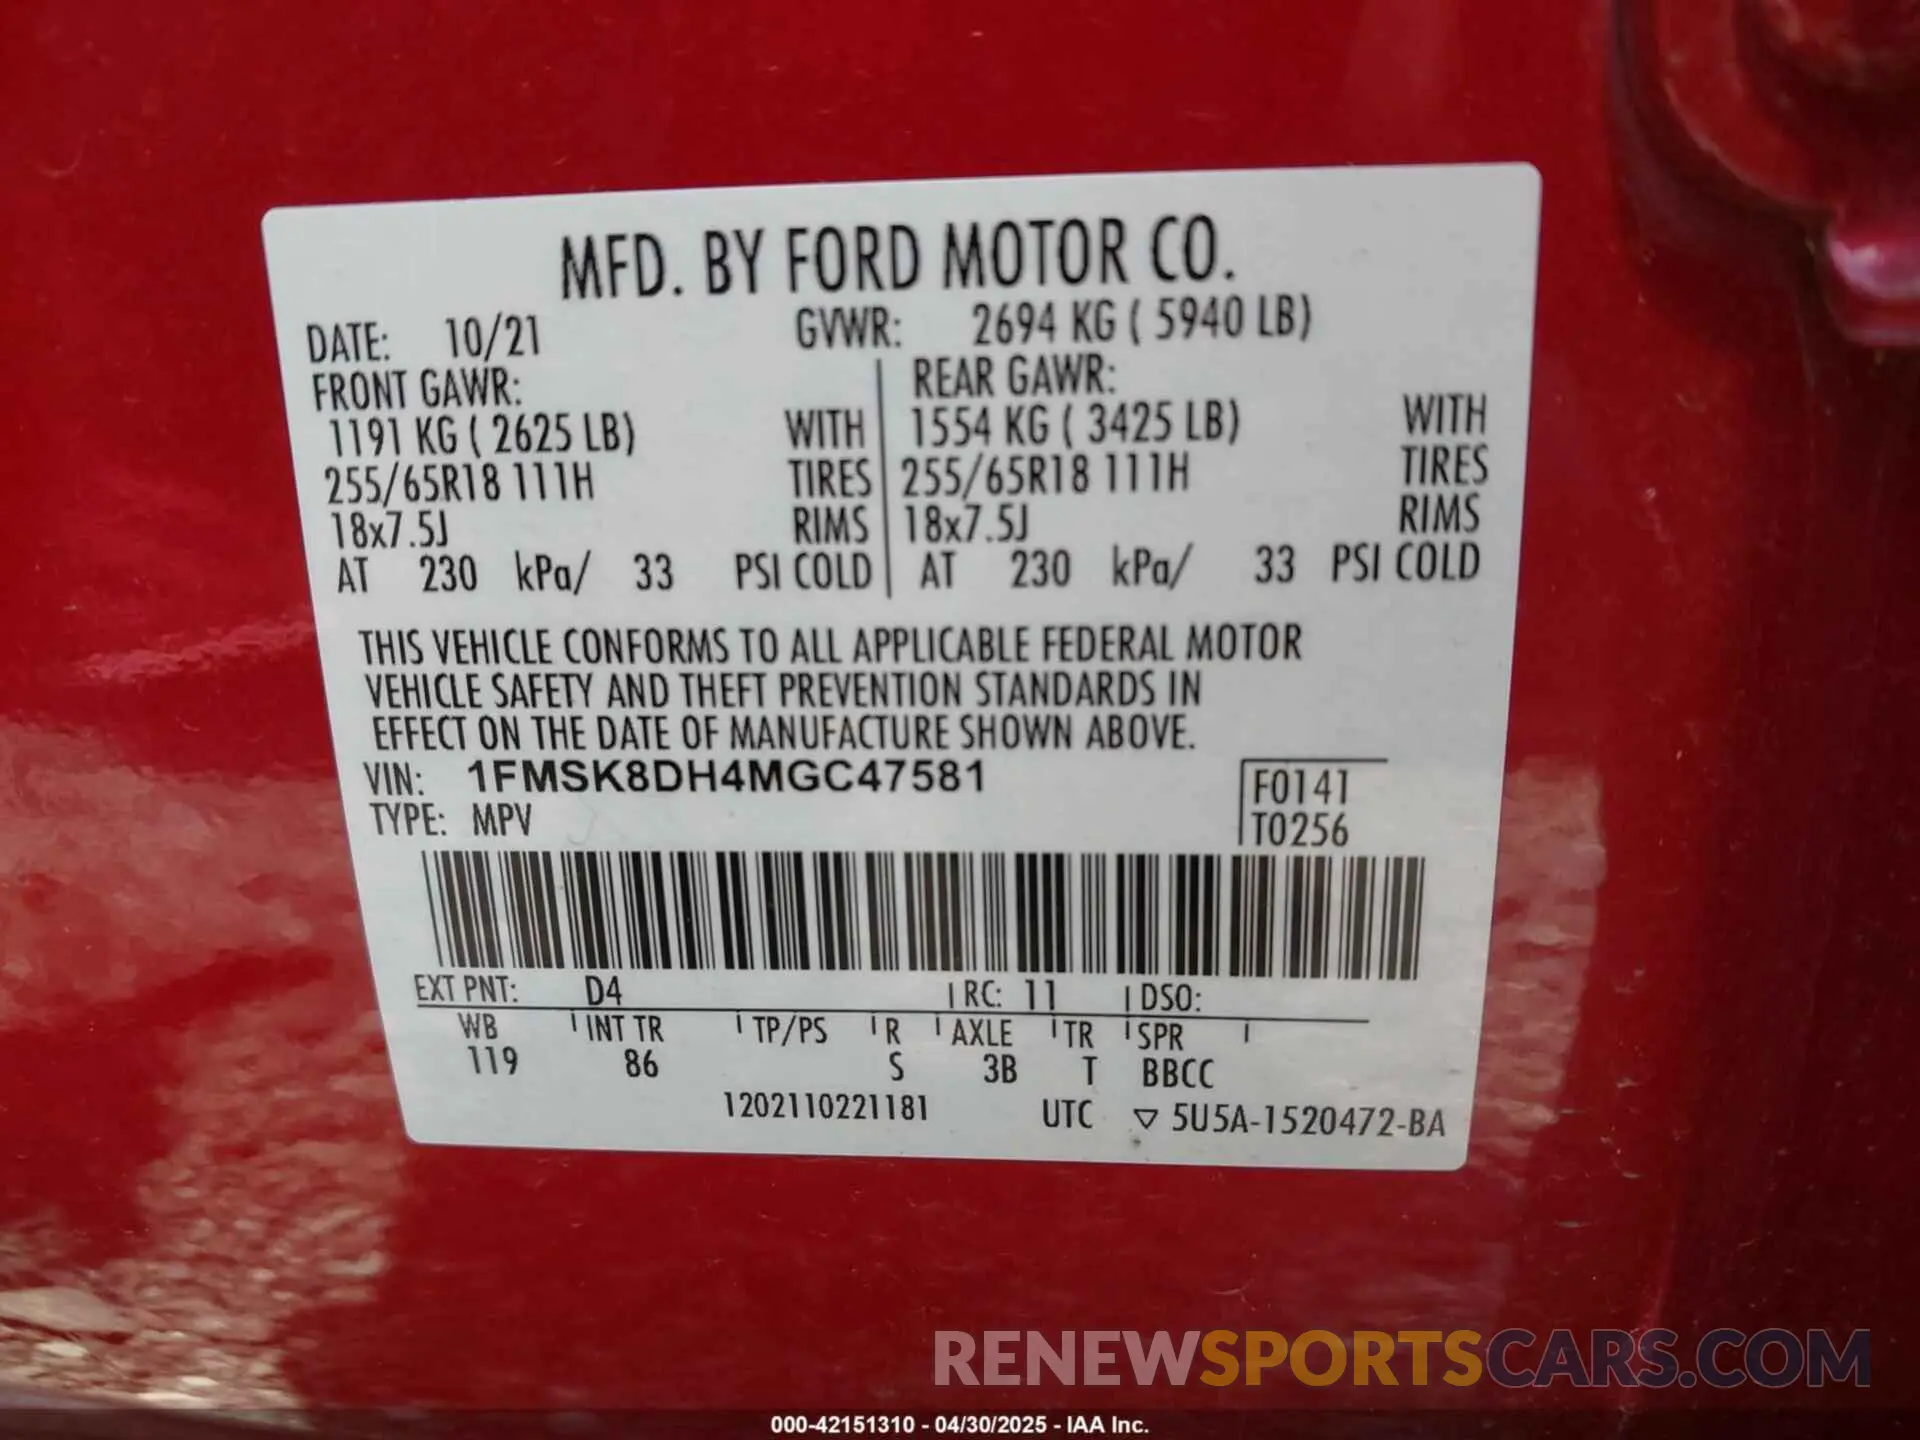 MFD. BY FORD MOTOR CO.
DATE: 10/21 GVWR: 2694 KG ( 5940 LB)
FRONT GAWR: REAR GAWR:
1191 KG ( 2625 LB) WITH 1554 KG ( 3425 LB) WITH
255/65R18 111H TIRES 255/65R18 111H TIRES
18x7.5J RIMS 18x7.5J RIMS
AT 230 kPa/ 33 PSI COLD AT 230 kPa/ 33 PSI COLD
THIS VEHICLE CONFORMS TO ALL APPLICABLE FEDERAL MOTOR
VEHICLE SAFETY AND THEFT PREVENTION STANDARDS IN
EFFECT ON THE DATE OF MANUFACTURE SHOWN ABOVE.
VIN: 1FMSK8DH4MGC47581 F0141
TYPE: MPV T0256
EXT PNT: D4 RC: 11 DSO:
WB INT TR TP/PS R AXLE TR SPR
119 86 S 3B T BBCC
1202110221181 UTC ▽ 5U5A-1520472-BA
RENEWSPORTSCARS.COM
000-42151310 - 04/30/2025 - IAA Inc.